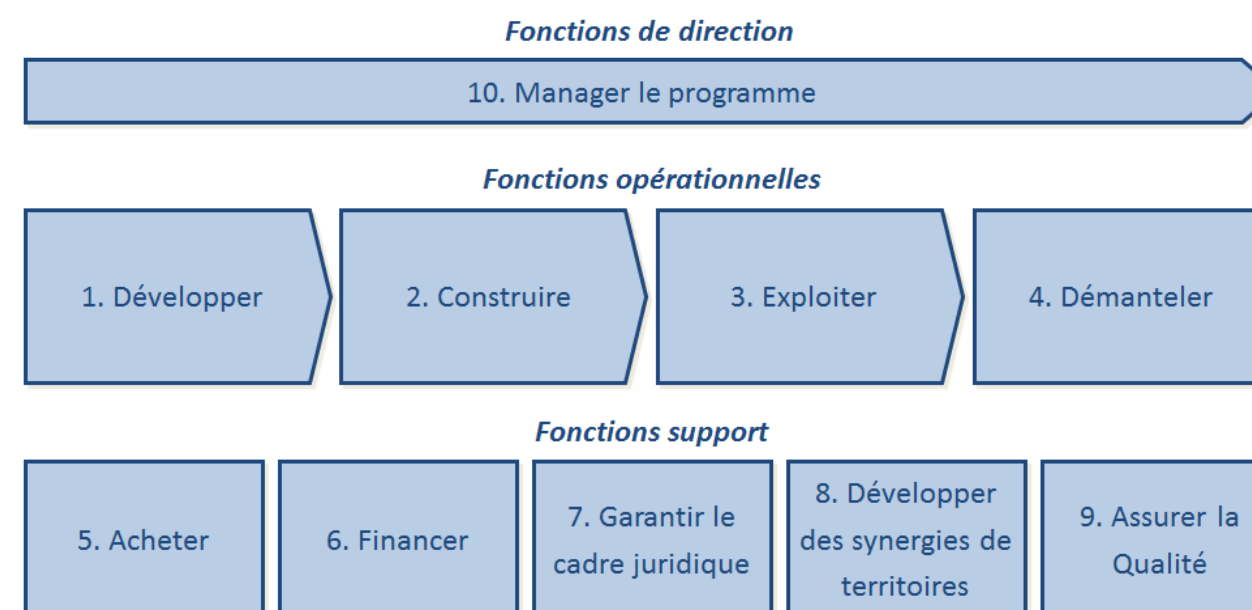 Fonctions de direction
10. Manager le programme
Fonctions opérationnelles
1. Développer
2. Construire
3. Exploiter
4. Démanteler
Fonctions support
5. Acheter
6. Financer
7. Garantir le
cadre juridique
8. Développer
des synergies de
territoires
9. Assurer la
Qualité